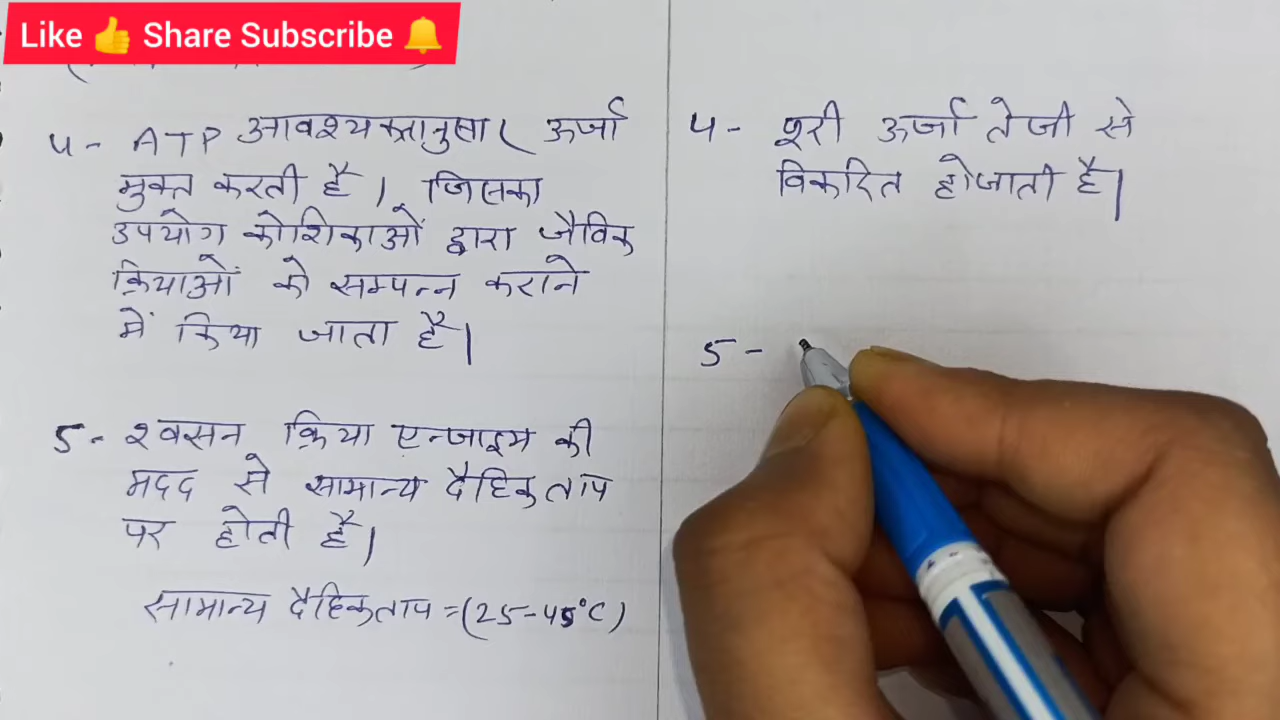 Like 👍 Share Subscribe 🔔
4- ATP आवश्यकतानुसार ऊर्जा
मुक्त करती है, जिसका
उपयोग कोशिकाओं द्वारा जैविक
क्रियाओं को सम्पन्न कराने
में किया जाता है।
5- श्वसन क्रिया एन्जाइम की
मदद से सामान्य दैहिक ताप
पर होती है।
सामान्य दैहिक ताप =(25-45°C)
4- ऊर्जा तेजी से
विकरित होजाती है।
5-